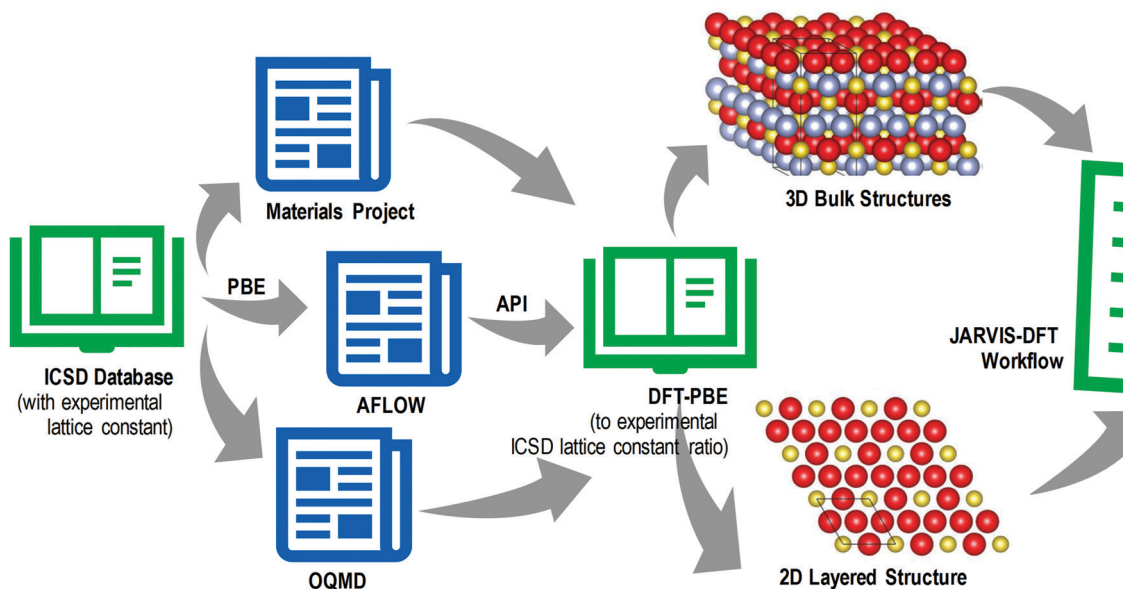 Materials Project
3D Bulk Structures
PBE
API
ICSD Database
(with experimental
lattice constant)
AFLOW
DFT-PBE
(to experimental
ICSD lattice constant ratio)
JARVIS-DFT
Workflow
OQMD
2D Layered Structure